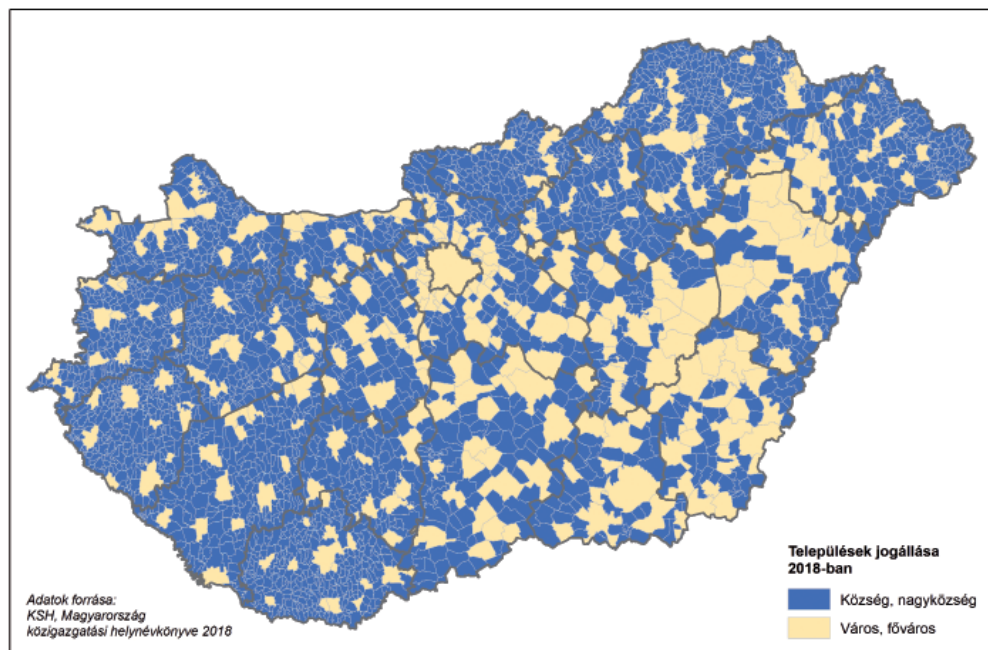 Települések jogállása
2018-ban
Község, nagyközség
Város, főváros
Adatok forrása:
KSH, Magyarország
közigazgatási helynévkönyve 2018